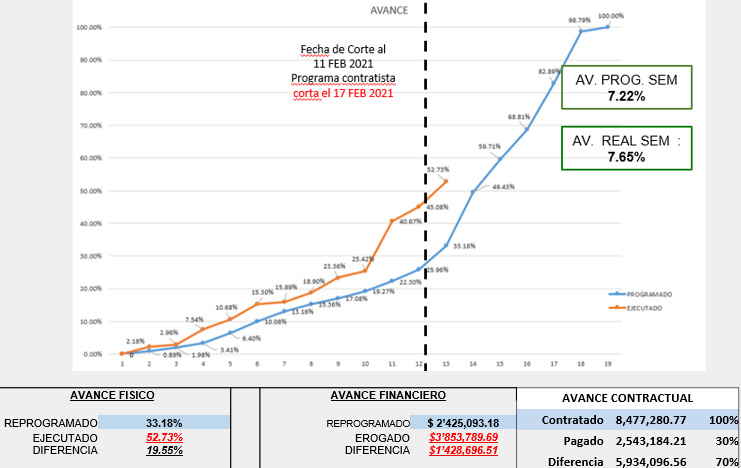 AVANCE
Fecha de Corte al
11 FEB 2021
Programa contratista
corta el 17 FEB 2021
AV. PROG. SEM
7.22%
AV. REAL SEM :
7.65%
100.00%
90.00%
80.00%
70.00%
60.00%
50.00%
40.00%
30.00%
20.00%
10.00%
0.00%
2.18%
2.96%
7.54%
10.68%
15.30%
15.89%
18.90%
23.36%
25.42%
40.67%
45.08%
52.73%
0
0.89%
1.98%
3.41%
6.40%
10.08%
13.16%
15.36%
17.08%
19.27%
22.30%
25.96%
33.18%
49.43%
59.71%
68.81%
82.89%
98.79%
100.00%
1 2 3 4 5 6 7 8 9 10 11 12 13 14 15 16 17 18 19
PROGRAMADO
EJECUTADO
AVANCE FISICO
REPROGRAMADO 33.18%
EJECUTADO 52.73%
DIFERENCIA 19.55%
AVANCE FINANCIERO
REPROGRAMADO $ 2'425,093.18
EROGADO $3'853,789.69
DIFERENCIA $1'428,696.51
AVANCE CONTRACTUAL
Contratado 8,477,280.77 100%
Pagado 2,543,184.21 30%
Diferencia 5,934,096.56 70%